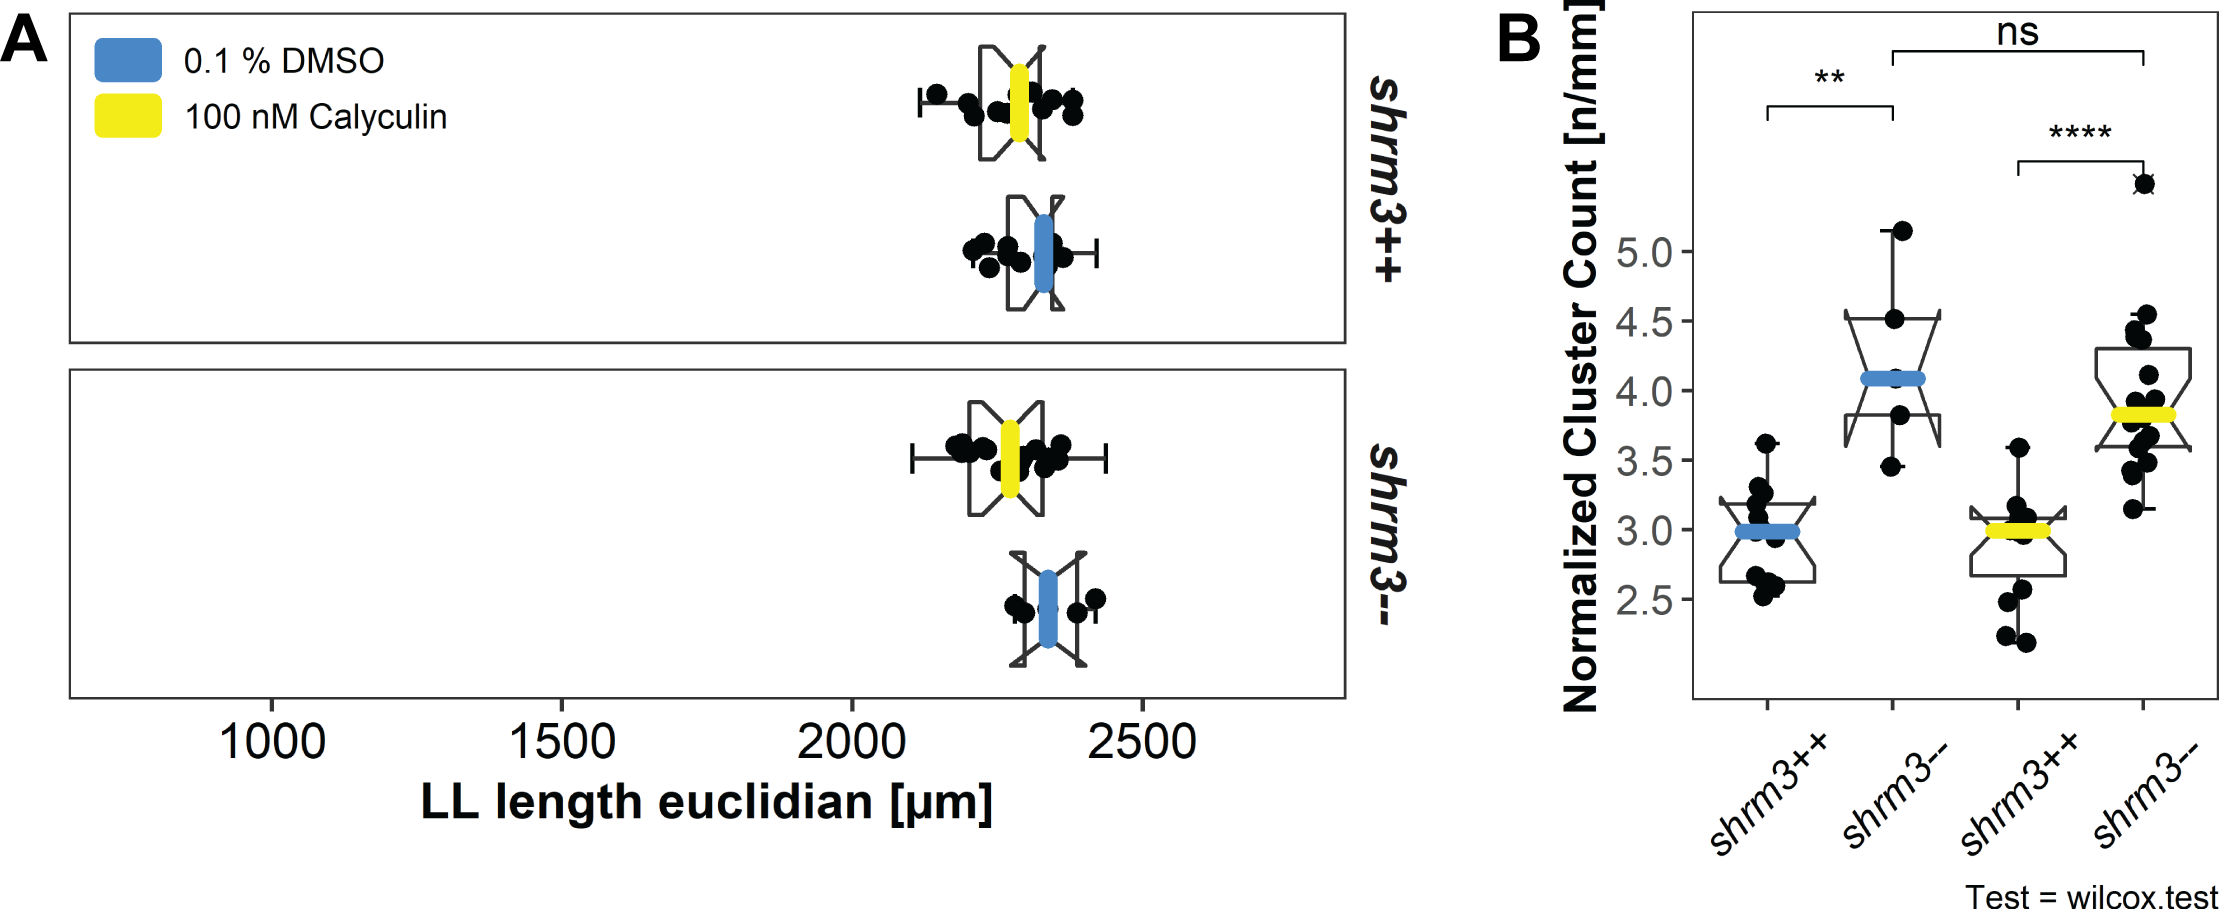 A
0.1 % DMSO
100 nM Calyculin
shrm3++
shrm3--
1000 1500 2000 2500
LL length euclidian [µm]
B
Normalized Cluster Count [n/mm]
ns
**
****
5.0
4.5
4.0
3.5
3.0
2.5
shrm3++ shrm3-- shrm3++ shrm3--
Test = wilcox.test